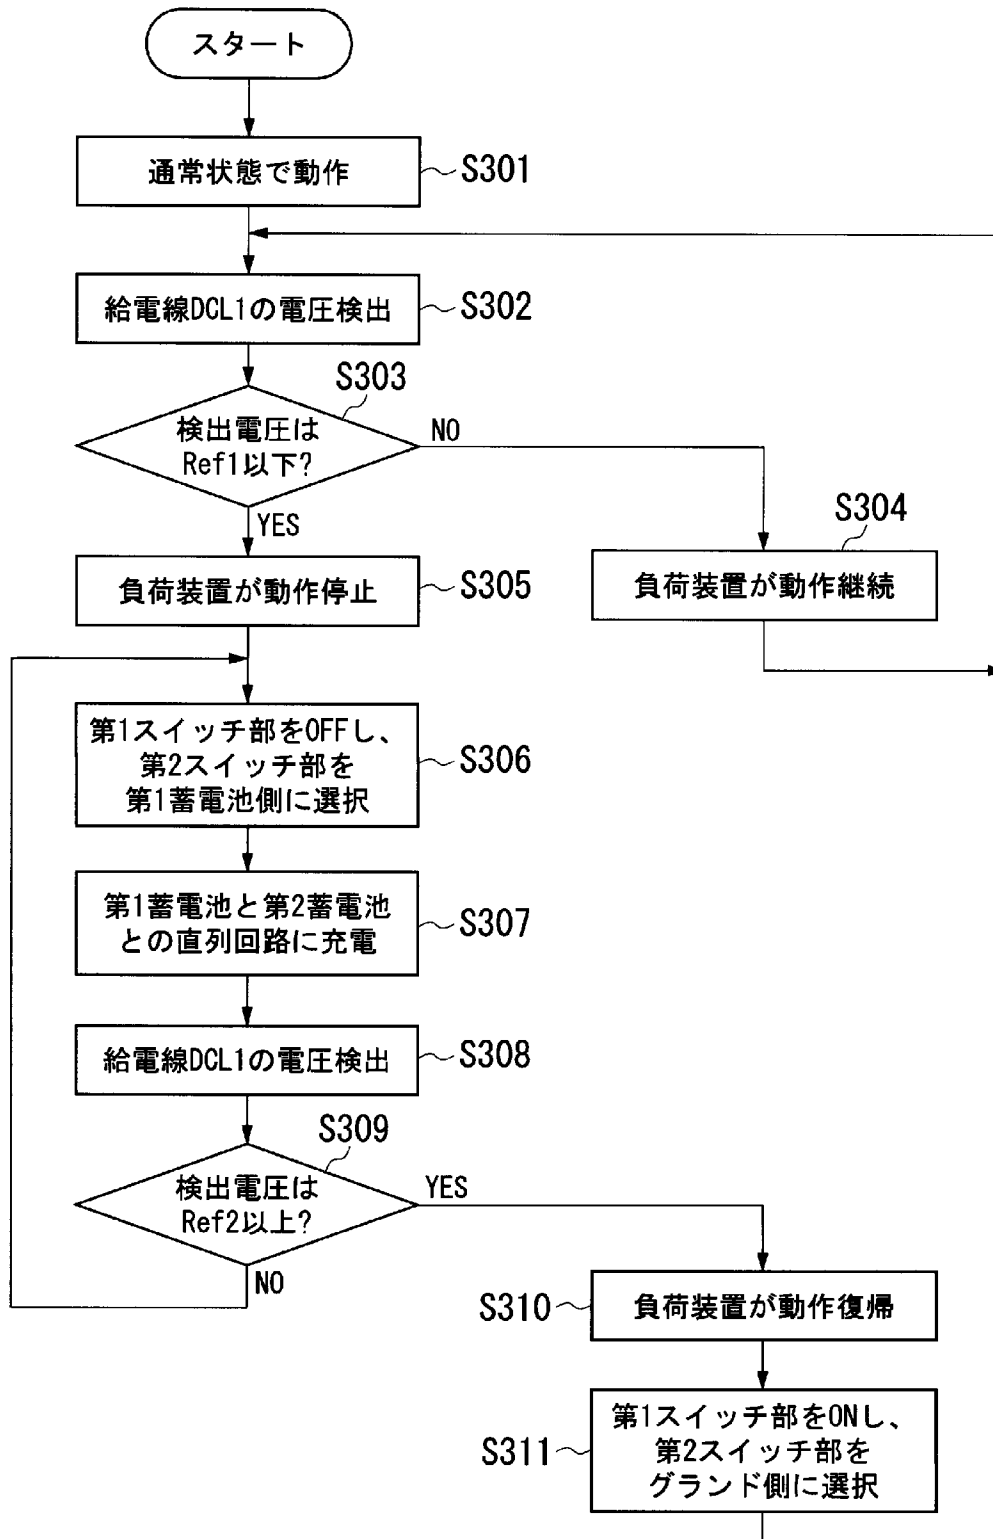 スタート
通常状態で動作
S301
給電線DCL1の電圧検出
S302
S303
検出電圧は
Ref1以下?
NO
YES
S304
負荷装置が動作継続
負荷装置が動作停止
S305
第1スイッチ部をOFFし、
第2スイッチ部を
第1蓄電池側に選択
S306
第1蓄電池と第2蓄電池
との直列回路に充電
S307
給電線DCL1の電圧検出
S308
S309
検出電圧は
Ref2以上?
YES
NO
S310
負荷装置が動作復帰
S311
第1スイッチ部をONし、
第2スイッチ部を
グランド側に選択